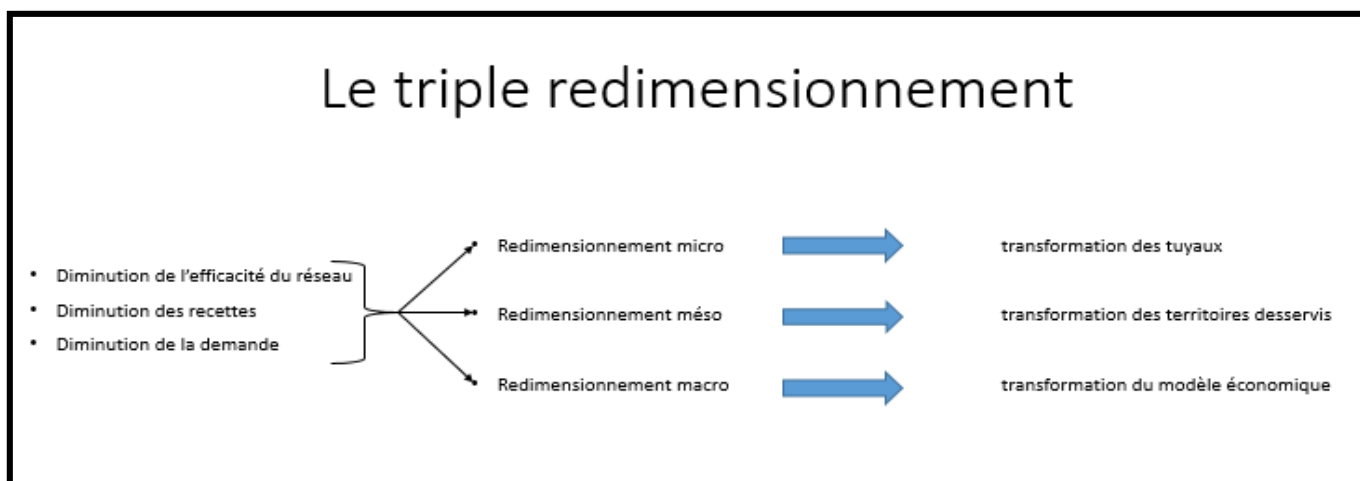 Le triple redimensionnement
• Diminution de l'efficacité du réseau
• Diminution des recettes
• Diminution de la demande
• Redimensionnement micro
• Redimensionnement méso
• Redimensionnement macro
transformation des tuyaux
transformation des territoires desservis
transformation du modèle économique